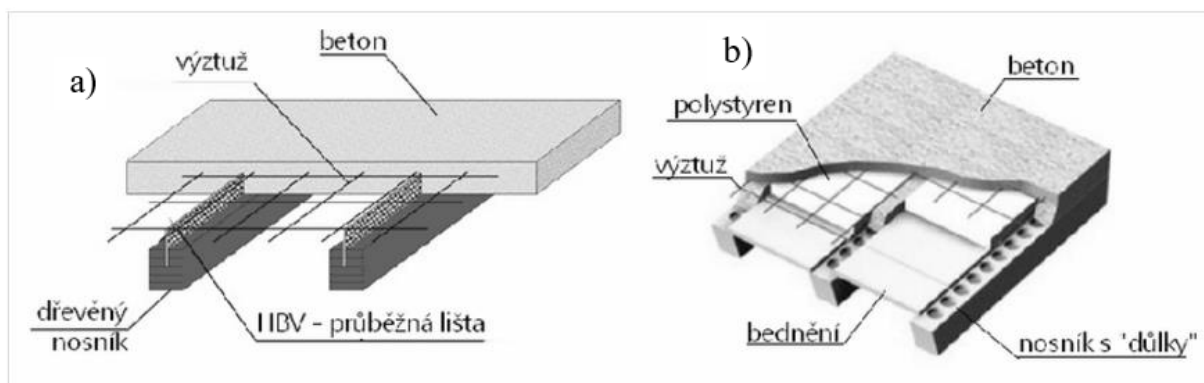 a)
výztuž
beton
dřevěný
nosník
HBV – průběžná lišta
b)
beton
polystyren
výztuž
bednění
nosník s "důlky"